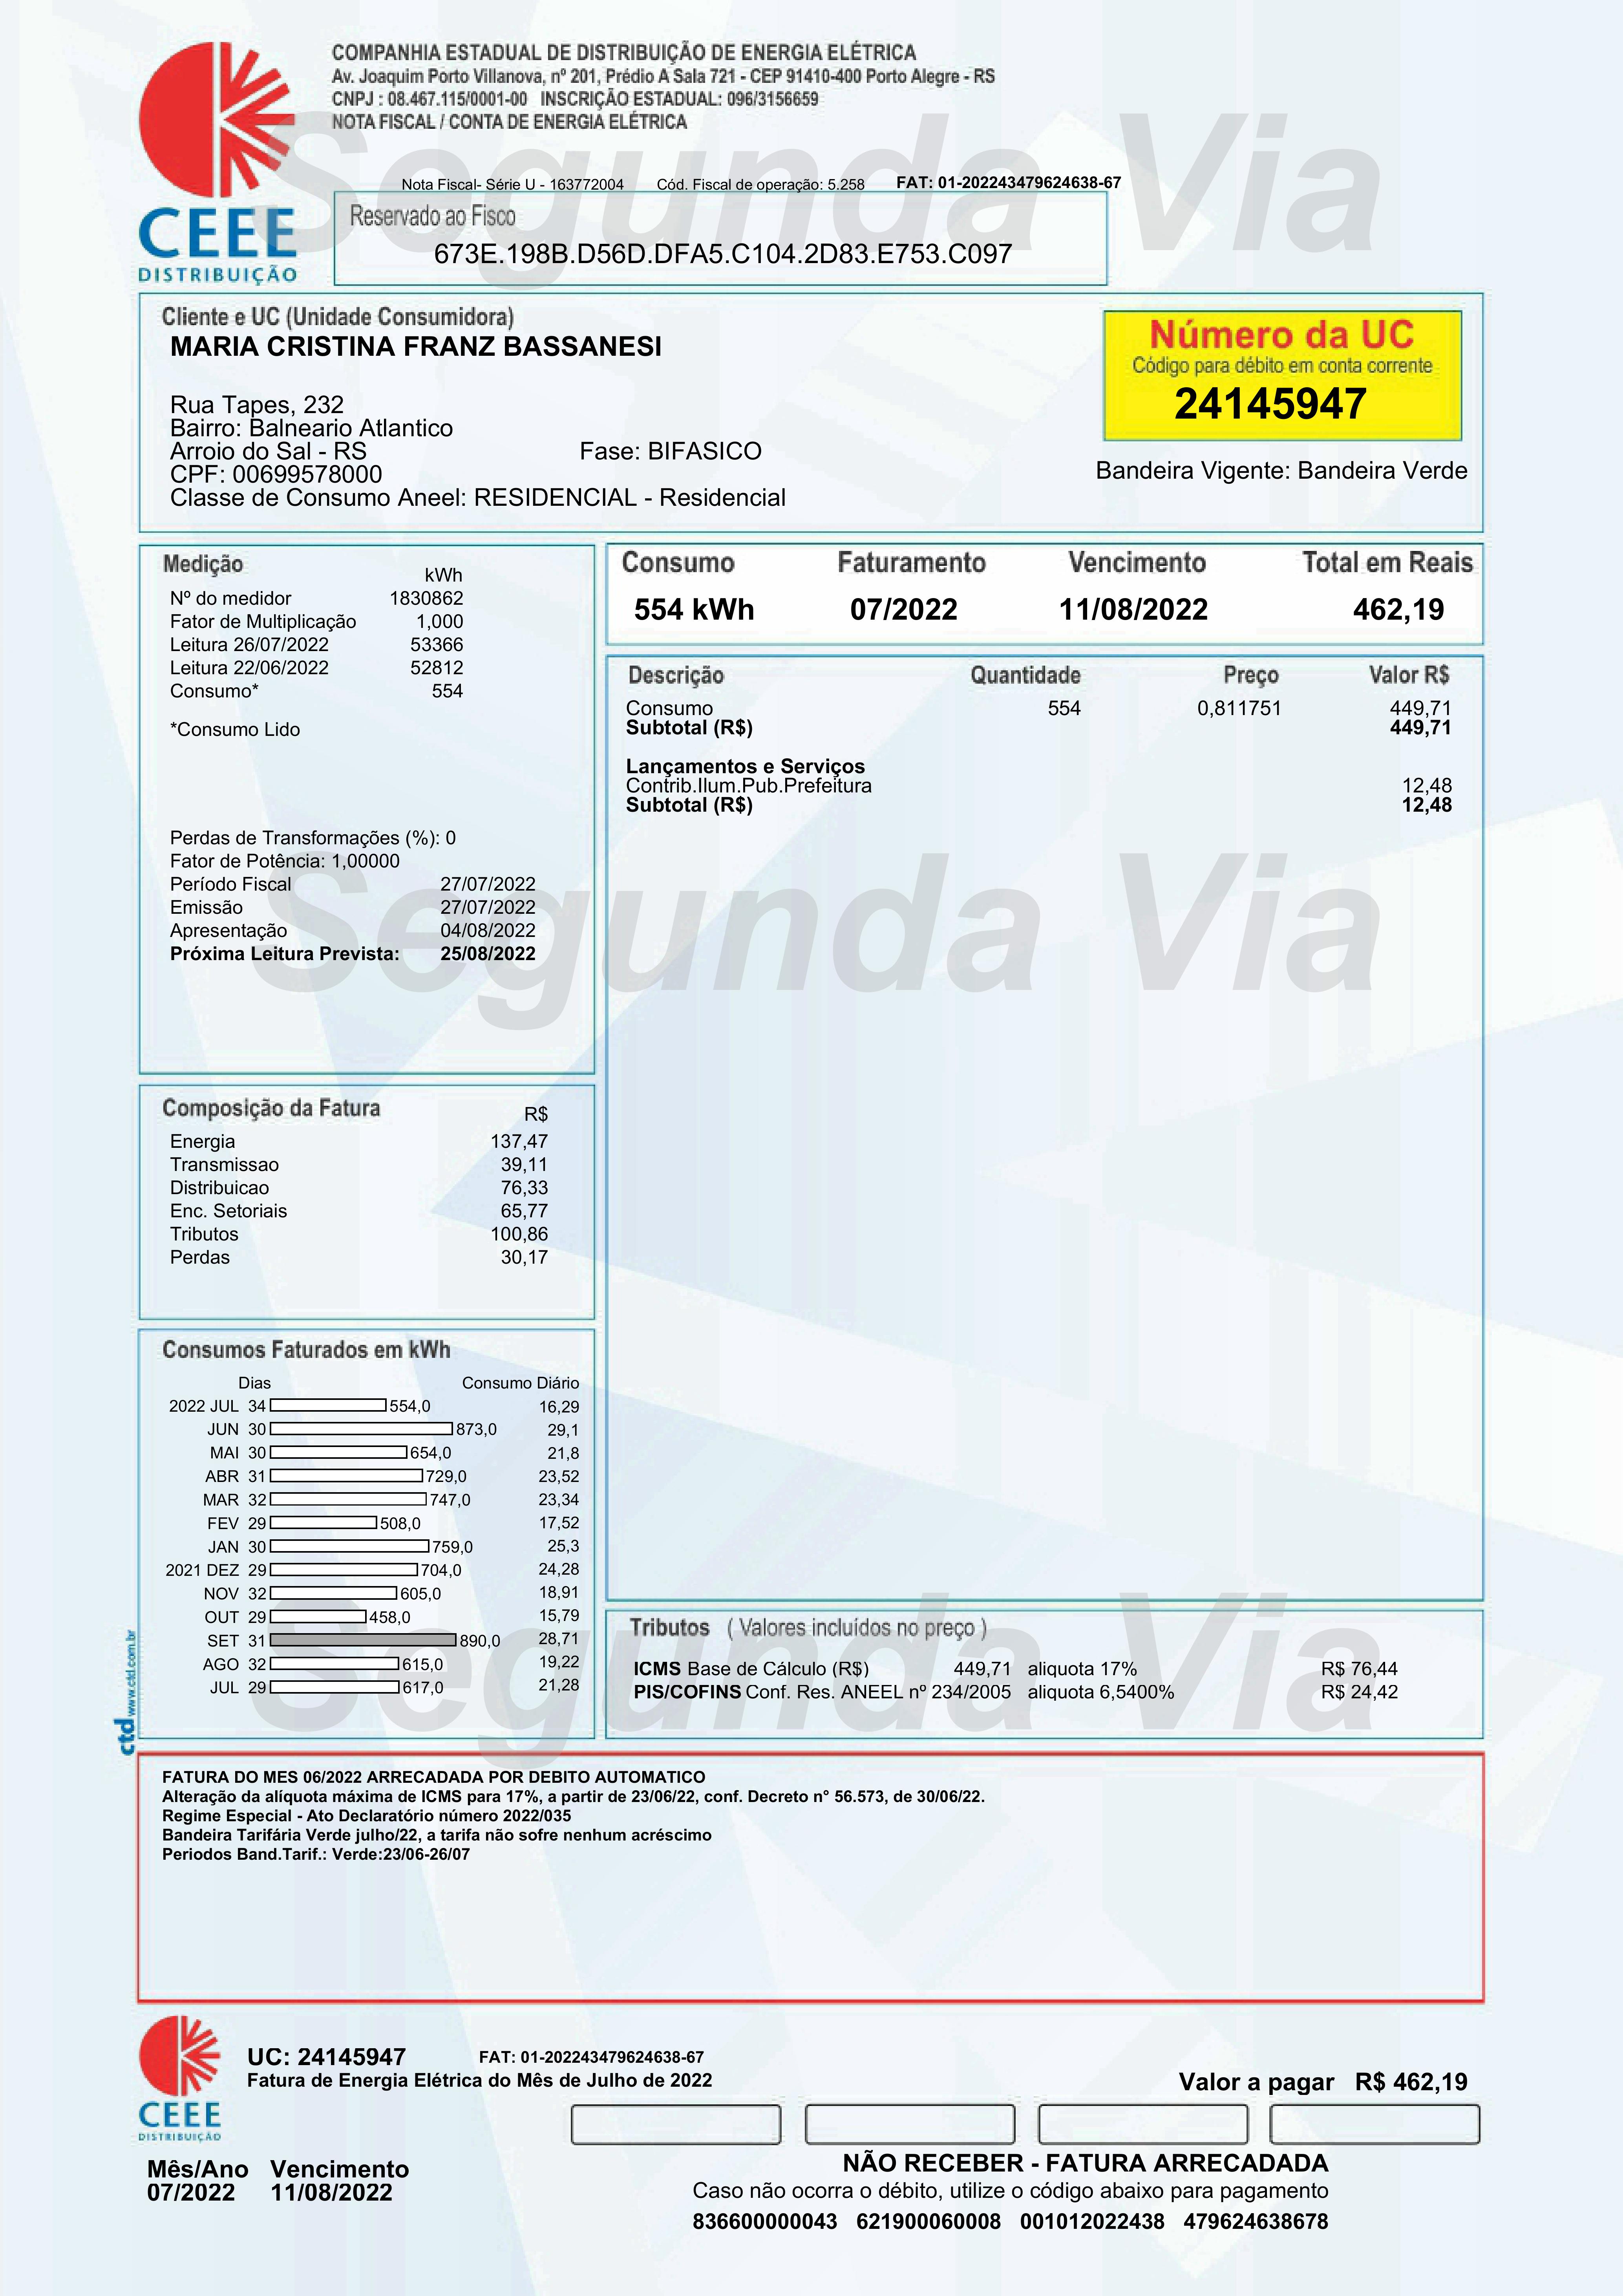 COMPANHIA ESTADUAL DE DISTRIBUIÇÃO DE ENERGIA ELÉTRICA
Av. Joaquim Porto Villanova, nº 201, Prédio A Sala 721 - CEP 91410-400 Porto Alegre - RS
CNPJ : 08.467.115/0001-00 INSCRIÇÃO ESTADUAL: 096/3156659
NOTA FISCAL / CONTA DE ENERGIA ELÉTRICA
Segunda Via
Nota Fiscal- Série U - 163772004 Cód. Fiscal de operação: 5.258 FAT: 01-202243479624638-67
CEEE
DISTRIBUIÇÃO
Reservado ao Fisco
673E.198B.D56D.DFA5.C104.2D83.E753.C097
Cliente e UC (Unidade Consumidora)
MARIA CRISTINA FRANZ BASSANESI
Rua Tapes, 232
Bairro: Balneario Atlantico
Arroio do Sal - RS Fase: BIFASICO
CPF: 00699578000
Classe de Consumo Aneel: RESIDENCIAL - Residencial
Número da UC
Código para débito em conta corrente
24145947
Bandeira Vigente: Bandeira Verde
Medição
kWh
Nº do medidor 1830862
Fator de Multiplicação 1,000
Leitura 26/07/2022 53366
Leitura 22/06/2022 52812
Consumo* 554
*Consumo Lido
Perdas de Transformações (%): 0
Fator de Potência: 1,00000
Período Fiscal 27/07/2022
Emissão 27/07/2022
Apresentação 04/08/2022
Próxima Leitura Prevista: 25/08/2022
Consumo Faturamento Vencimento Total em Reais
554 kWh 07/2022 11/08/2022 462,19
Descrição Quantidade Preço Valor R$
Consumo 554 0,811751 449,71
Subtotal (R$) 449,71
Lançamentos e Serviços
Contrib.Ilum.Pub.Prefeitura 12,48
Subtotal (R$) 12,48
Segunda Via
Composição da Fatura R$
Energia 137,47
Transmissao 39,11
Distribuicao 76,33
Enc. Setoriais 65,77
Tributos 100,86
Perdas 30,17
Consumos Faturados em kWh
Dias Consumo Diário
2022 JUL 34 554,0 16,29
JUN 30 873,0 29,1
MAI 30 654,0 21,8
ABR 31 729,0 23,52
MAR 32 747,0 23,34
FEV 29 508,0 17,52
JAN 30 759,0 25,3
2021 DEZ 29 704,0 24,28
NOV 32 605,0 18,91
OUT 29 458,0 15,79
SET 31 890,0 28,71
AGO 32 615,0 19,22
JUL 29 617,0 21,28
ctd www.ctd.com.br
Segunda Via
Tributos ( Valores incluídos no preço )
ICMS Base de Cálculo (R$) 449,71 aliquota 17% R$ 76,44
PIS/COFINS Conf. Res. ANEEL nº 234/2005 aliquota 6,5400% R$ 24,42
FATURA DO MES 06/2022 ARRECADADA POR DEBITO AUTOMATICO
Alteração da alíquota máxima de ICMS para 17%, a partir de 23/06/22, conf. Decreto n° 56.573, de 30/06/22.
Regime Especial - Ato Declaratório número 2022/035
Bandeira Tarifária Verde julho/22, a tarifa não sofre nenhum acréscimo
Periodos Band.Tarif.: Verde:23/06-26/07
CEEE
DISTRIBUIÇÃO
UC: 24145947 FAT: 01-202243479624638-67
Fatura de Energia Elétrica do Mês de Julho de 2022
Valor a pagar R$ 462,19
Mês/Ano Vencimento
07/2022 11/08/2022
NÃO RECEBER - FATURA ARRECADADA
Caso não ocorra o débito, utilize o código abaixo para pagamento
836600000043 621900060008 001012022438 479624638678